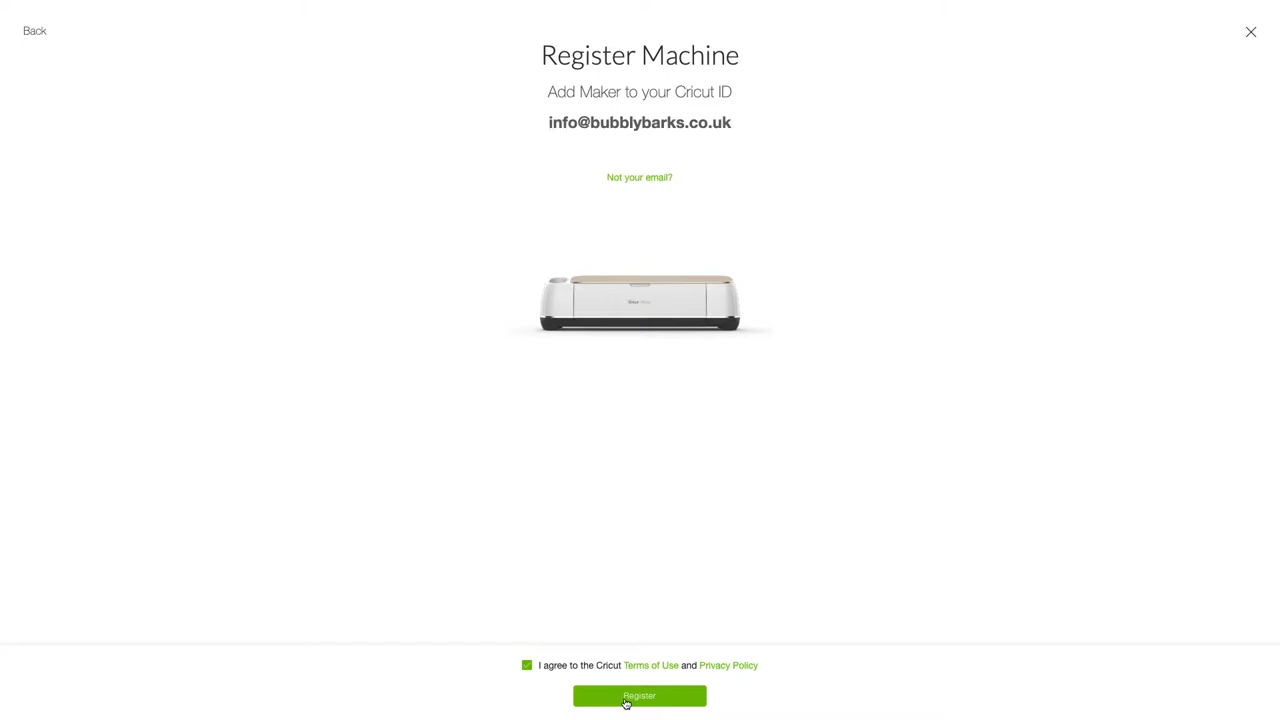 Back
Register Machine
Add Maker to your Cricut ID
info@bubblybarks.co.uk
Not your email?
I agree to the Cricut Terms of Use and Privacy Policy
Register